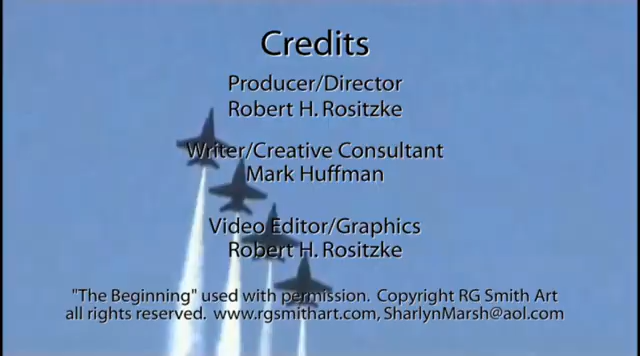 Credits
Producer/Director
Robert H. Rositzke
Writer/Creative Consultant
Mark Huffman
Video Editor/Graphics
Robert H. Rositzke
"The Beginning" used with permission. Copyright RG Smith Art
all rights reserved. www.rgsmithart.com, SharlynMarsh@aol.com